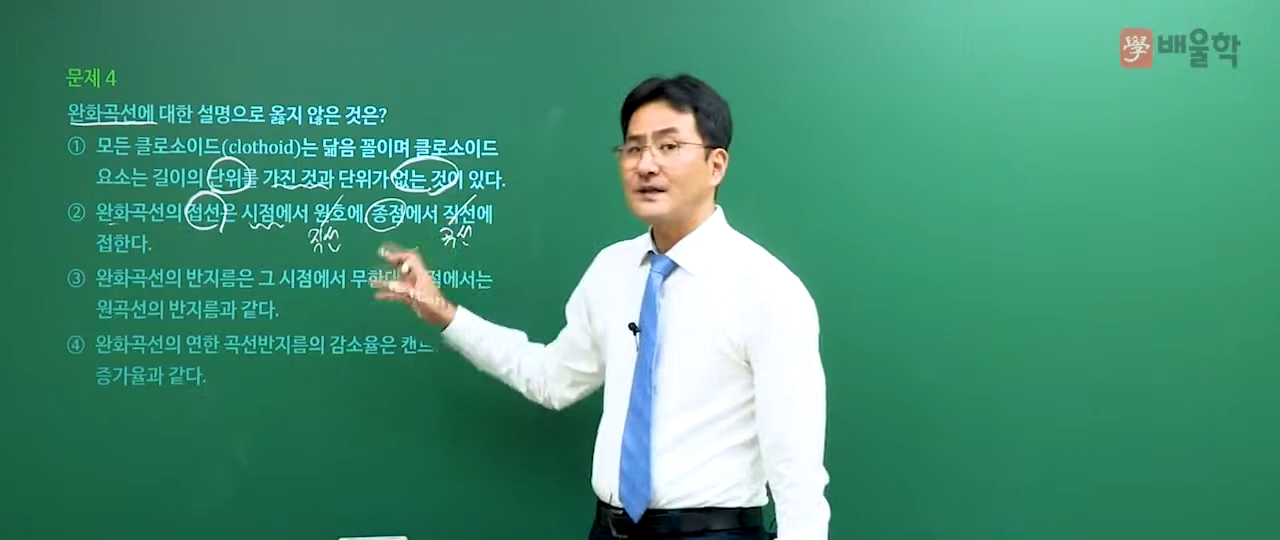 學 배울학
문제 4
완화곡선에 대한 설명으로 옳지 않은 것은?
① 모든 클로소이드(clothoid)는 닮음 꼴이며 클로소이드
요소는 길이의 단위를 가진 것과 단위가 없는 것이 있다.
② 완화곡선의 접선은 시점에서 원호에, 종점에서 직선에
직선 곡선
접한다.
③ 완화곡선의 반지름은 그 시점에서 무한대 점에서는
원곡선의 반지름과 같다.
④ 완화곡선의 연한 곡선반지름의 감소율은 캔트
증가율과 같다.